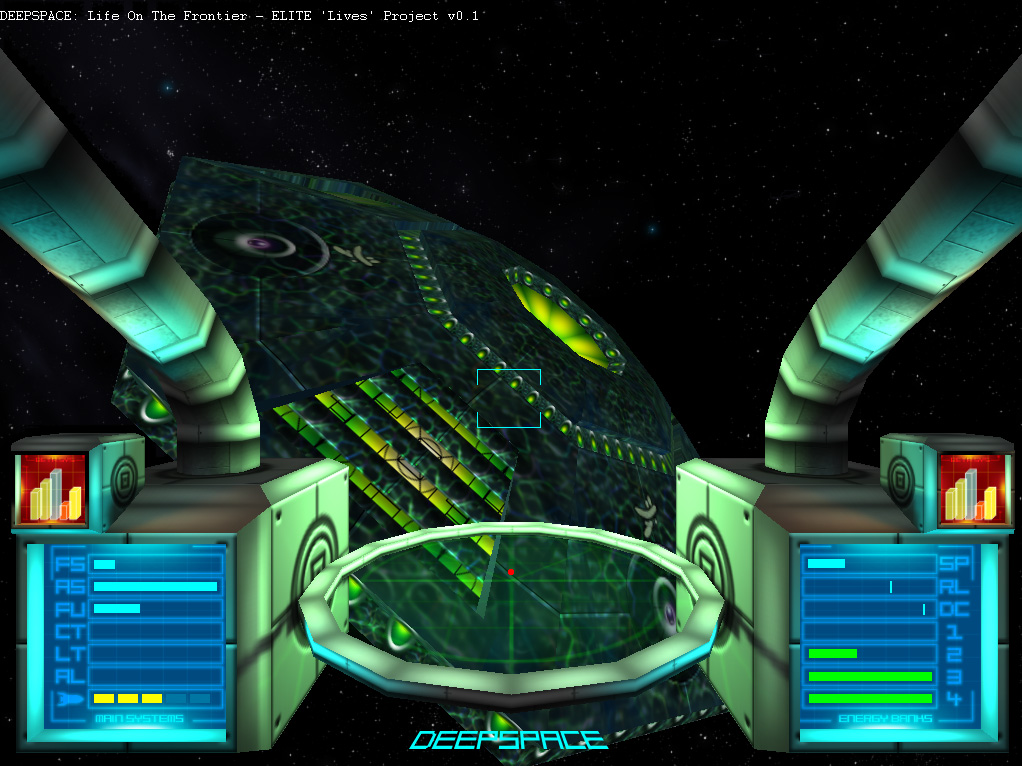 DEEPSPACE: Life On The Frontier – ELITE 'Lives' Project v0.1
FS
AS
FU
CT
LT
AL
MAIN SYSTEMS
SP
RL
DC
1
2
3
4
ENERGY BANKS
DEEPSPACE